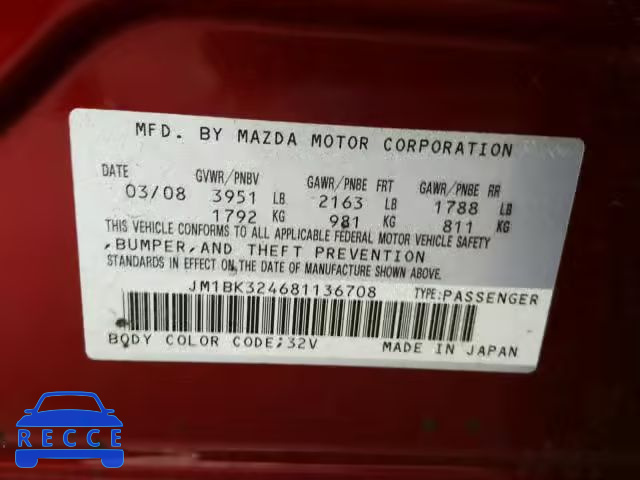 MFD. BY MAZDA MOTOR CORPORATION
DATE GVWR/PNBV GAWR/PNBE FRT GAWR/PNBE RR
03/08 3951 LB 2163 LB 1788 LB
1792 KG 981 KG 811 KG
THIS VEHICLE CONFORMS TO ALL APPLICABLE FEDERAL MOTOR VEHICLE SAFETY
,BUMPER,AND THEFT PREVENTION
STANDARDS IN EFFECT ON THE DATE OF MANUFACTURE SHOWN ABOVE.
JM1BK324681136708 TYPE:PASSENGER
BODY COLOR CODE;32V MADE IN JAPAN
RECCE